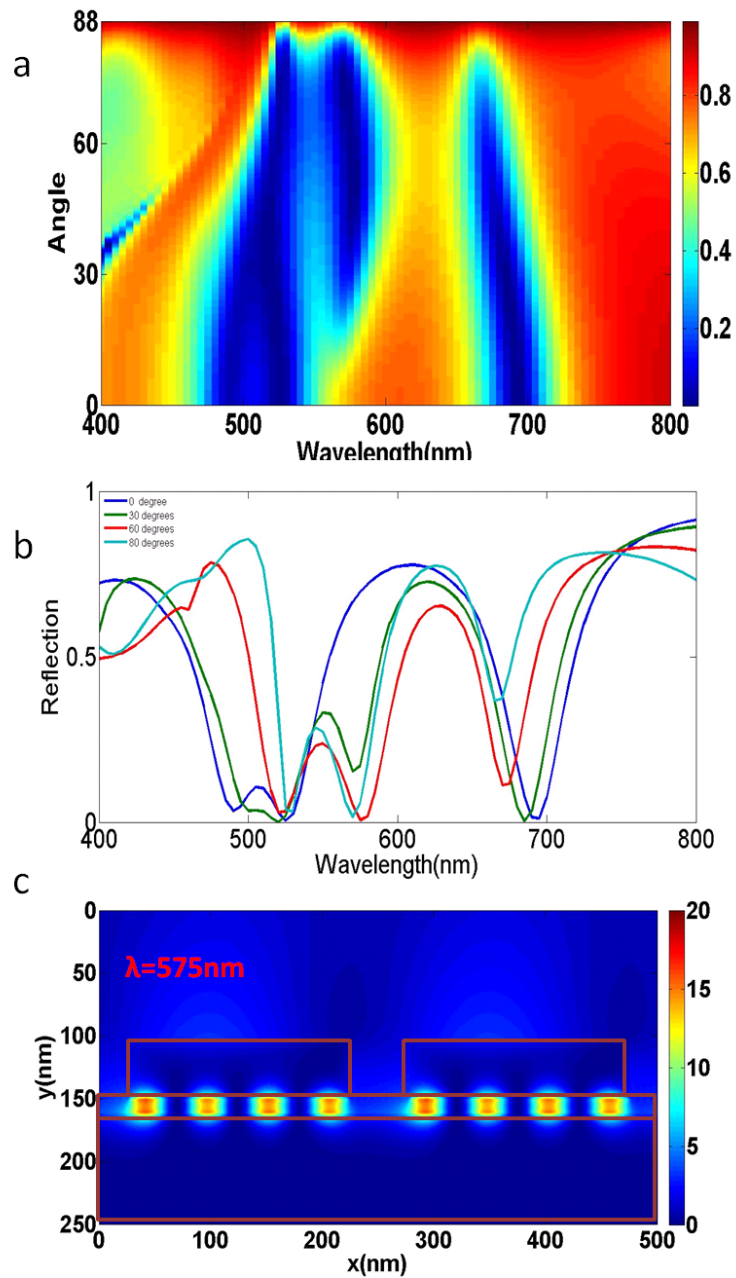 a
88
60
30
0
Angle
400
500
600
700
800
Wavelength(nm)
0.8
0.6
0.4
0.2
b
1
0.5
0
Reflection
0 degree
30 degrees
60 degrees
80 degrees
400
500
600
700
800
Wavelength(nm)
c
0
50
100
150
200
250
y(nm)
λ=575nm
0
100
200
300
400
500
x(nm)
20
15
10
5
0